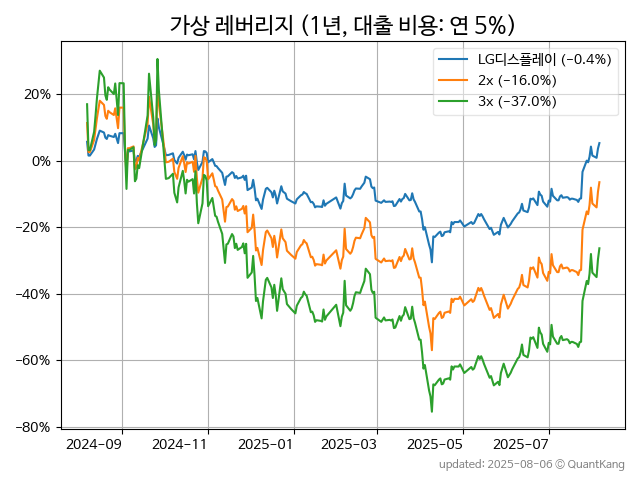 가상 레버리지 (1년, 대출 비용: 연 5%)
LG디스플레이 (−0.4%)
2x (−16.0%)
3x (−37.0%)
20%
0%
−20%
−40%
−60%
−80%
2024-09 2024-11 2025-01 2025-03 2025-05 2025-07
updated: 2025-08-06 © QuantKang